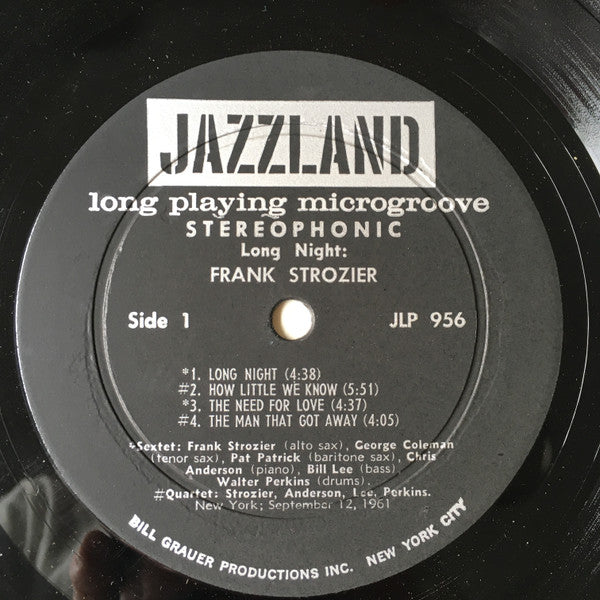 JAZZLAND
long playing microgroove
STEREOPHONIC
Long Night:
FRANK STROZIER
Side 1
JLP 956
*1. LONG NIGHT (4:38)
#2. HOW LITTLE WE KNOW (5:51)
*3. THE NEED FOR LOVE (4:37)
#4. THE MAN THAT GOT AWAY (4:05)
*Sextet: Frank Strozier (alto sax), George Coleman
(tenor sax), Pat Patrick (baritone sax), Chris
Anderson (piano), Bill Lee (bass),
Walter Perkins (drums).
#Quartet: Strozier, Anderson, Lee, Perkins.
New York; September 12, 1961
BILL GRAUER PRODUCTIONS INC. NEW YORK CITY